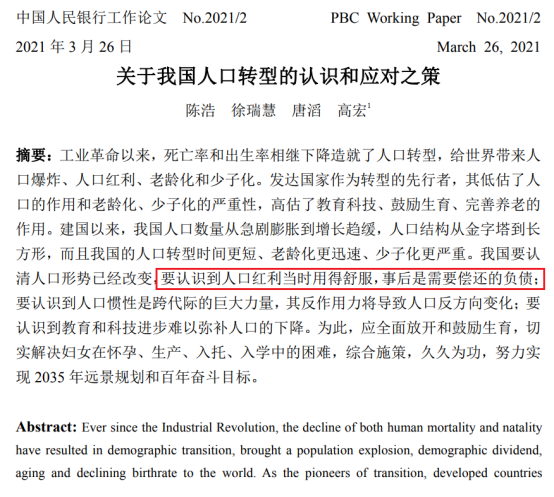 中国人民银行工作论文 No.2021/2 PBC Working Paper No.2021/2
2021 年 3 月 26 日 March 26, 2021
关于我国人口转型的认识和应对之策
陈浩 徐瑞慧 唐滔 高宏1
摘要：工业革命以来，死亡率和出生率相继下降造就了人口转型，给世界带来人
口爆炸、人口红利、老龄化和少子化。发达国家作为转型的先行者，其低估了人
口的作用和老龄化、少子化的严重性，高估了教育科技、鼓励生育、完善养老的
作用。建国以来，我国人口数量从急剧膨胀到增长趋缓，人口结构从金字塔到长
方形，而且我国的人口转型时间更短、老龄化更迅速、少子化更严重。我国要认
清人口形势已经改变，要认识到人口红利当时用得舒服，事后是需要偿还的负债；
要认识到人口惯性是跨代际的巨大力量，其反作用力将导致人口反方向变化；要
认识到教育和科技进步难以弥补人口的下降。为此，应全面放开和鼓励生育，切
实解决妇女在怀孕、生产、入托、入学中的困难，综合施策，久久为功，努力实
现 2035 年远景规划和百年奋斗目标。
Abstract: Ever since the Industrial Revolution, the decline of both human mortality and natality
have resulted in demographic transition, brought a population explosion, demographic dividend,
aging and declining birthrate to the world. As the pioneers of transition, developed countries